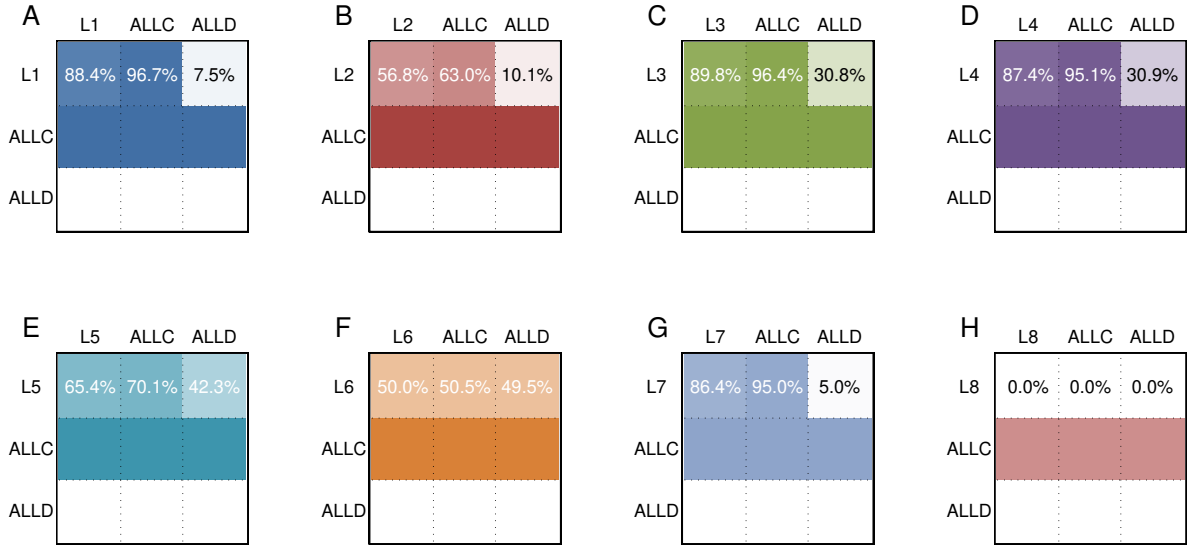 A
L1 ALLC ALLD
L1 88.4% 96.7% 7.5%
ALLC
ALLD
B
L2 ALLC ALLD
L2 56.8% 63.0% 10.1%
ALLC
ALLD
C
L3 ALLC ALLD
L3 89.8% 96.4% 30.8%
ALLC
ALLD
D
L4 ALLC ALLD
L4 87.4% 95.1% 30.9%
ALLC
ALLD
E
L5 ALLC ALLD
L5 65.4% 70.1% 42.3%
ALLC
ALLD
F
L6 ALLC ALLD
L6 50.0% 50.5% 49.5%
ALLC
ALLD
G
L7 ALLC ALLD
L7 86.4% 95.0% 5.0%
ALLC
ALLD
H
L8 ALLC ALLD
L8 0.0% 0.0% 0.0%
ALLC
ALLD